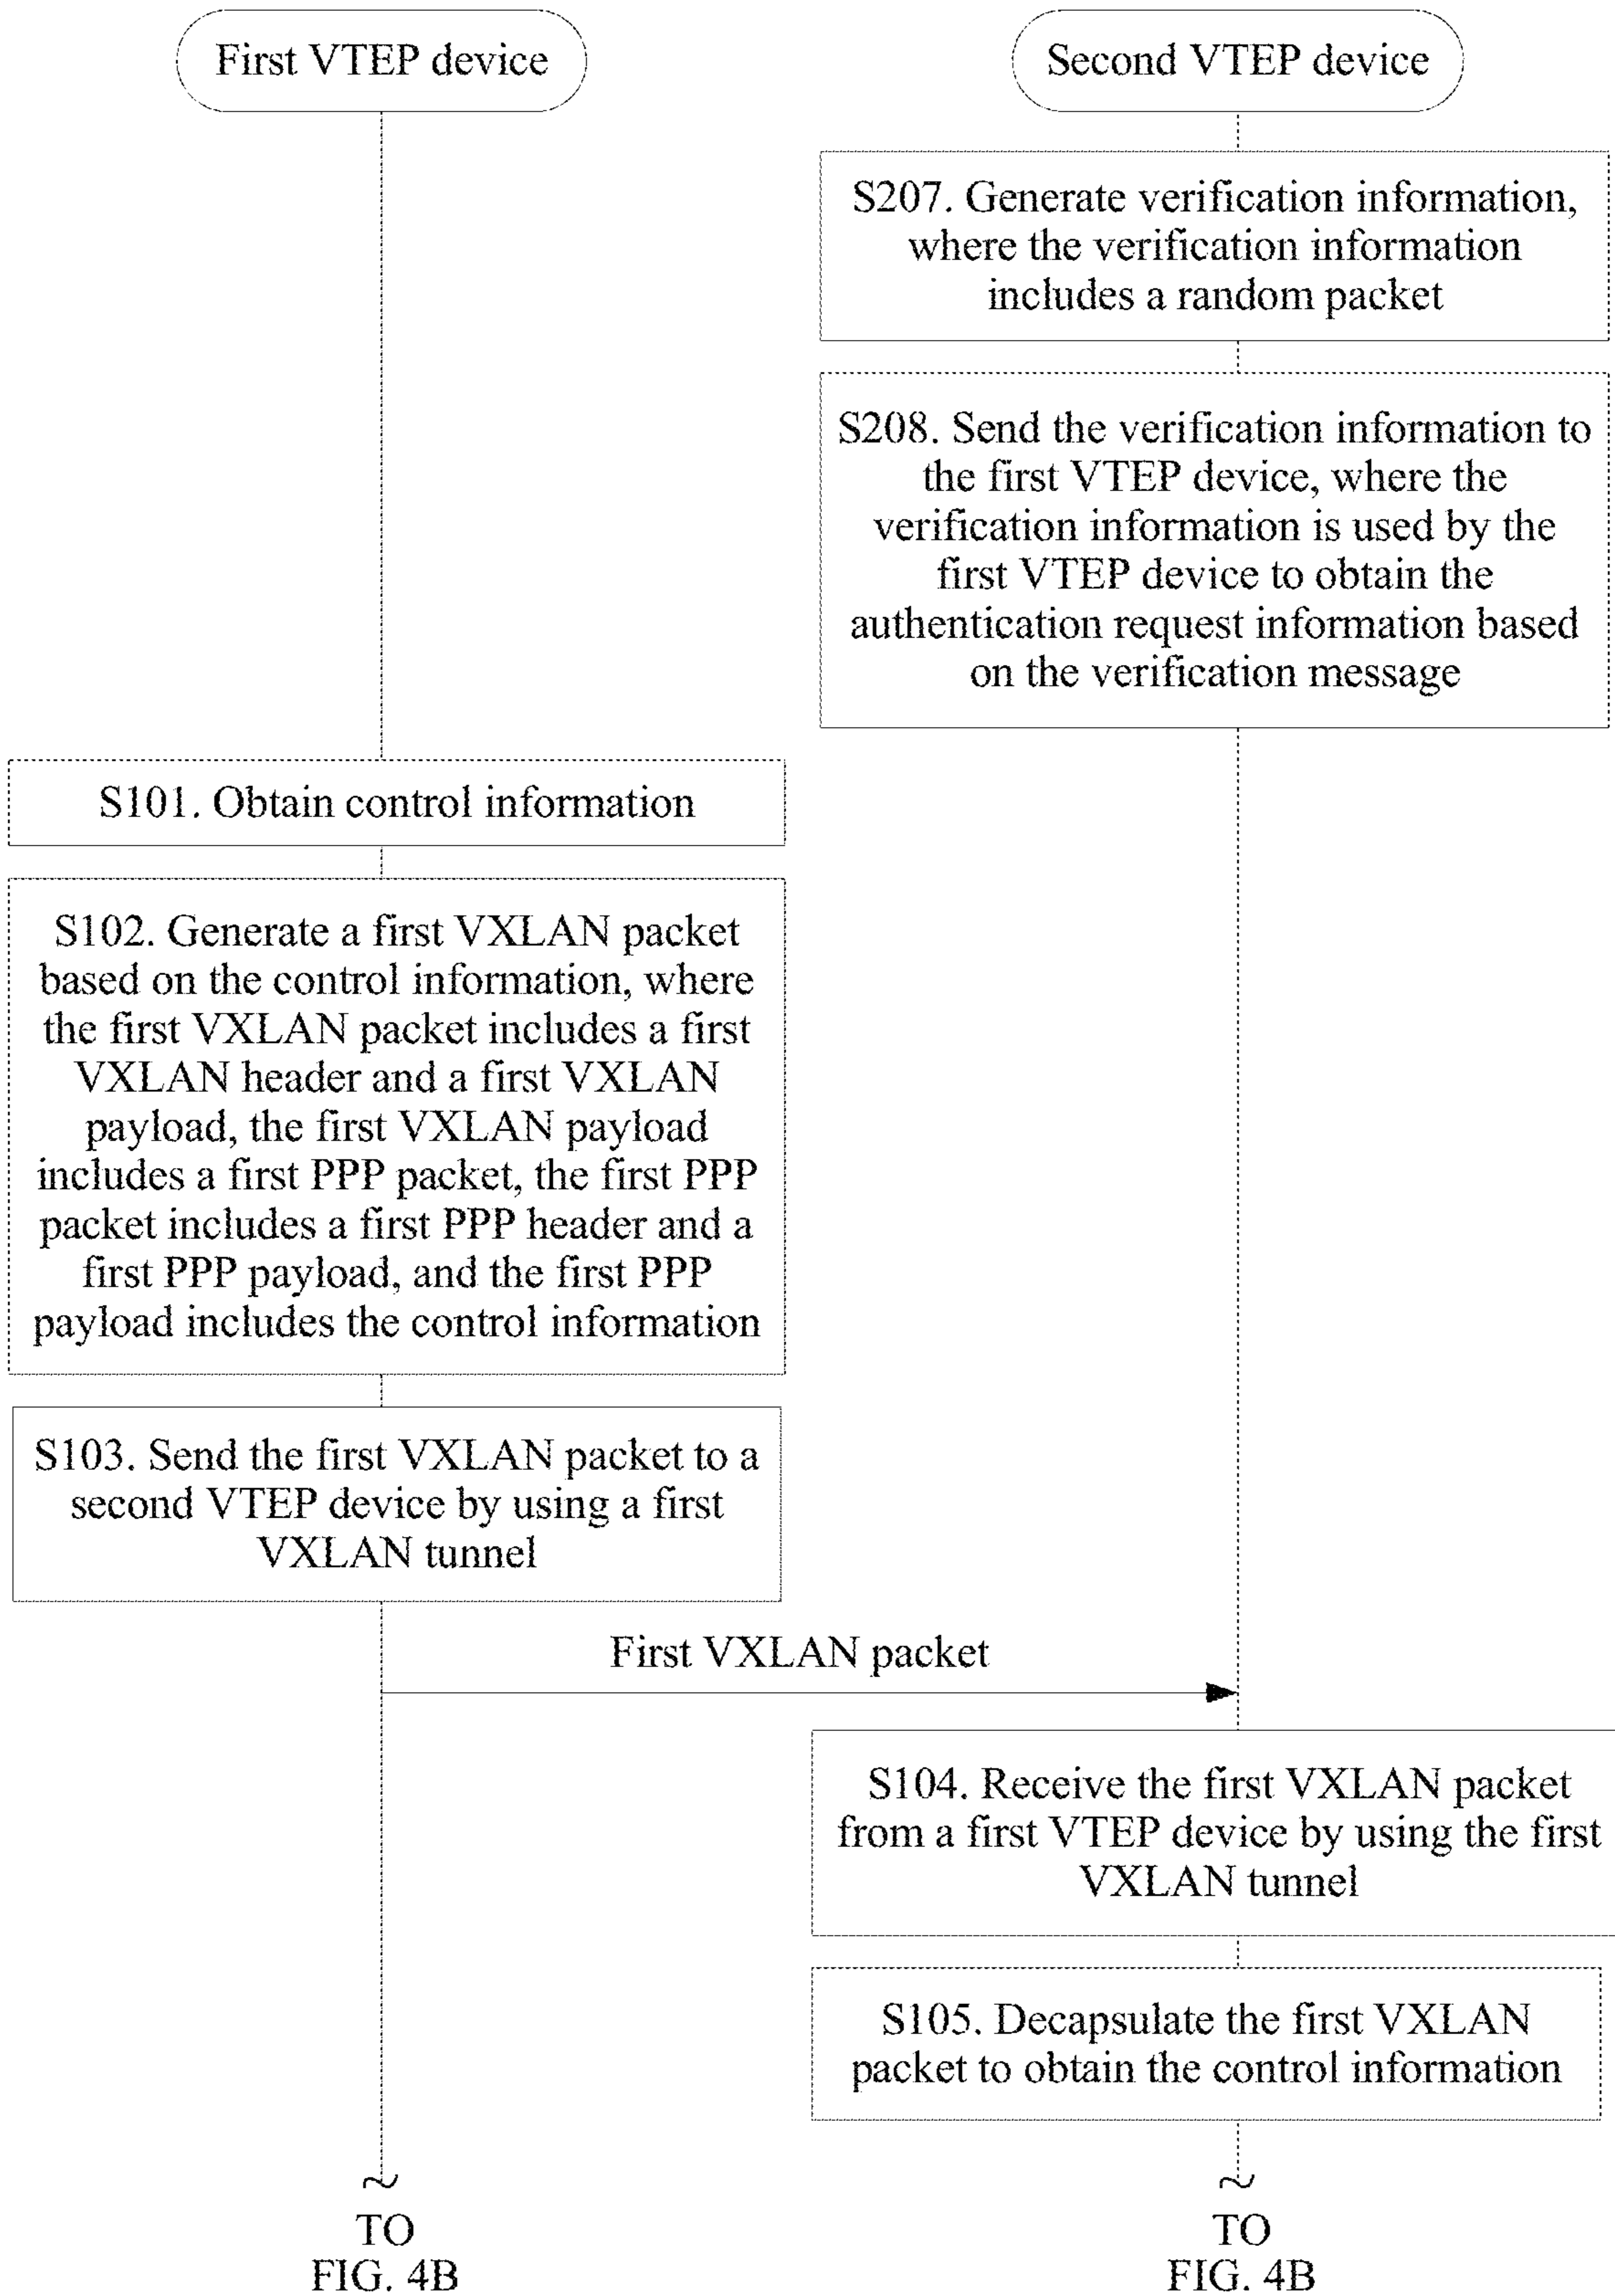 First VTEP device
Second VTEP device
S207. Generate verification information,
where the verification information
includes a random packet
S208. Send the verification information to
the first VTEP device, where the
verification information is used by the
first VTEP device to obtain the
authentication request information based
on the verification message
S101. Obtain control information
S102. Generate a first VXLAN packet
based on the control information, where
the first VXLAN packet includes a first
VXLAN header and a first VXLAN
payload, the first VXLAN payload
includes a first PPP packet, the first PPP
packet includes a first PPP header and a
first PPP payload, and the first PPP
payload includes the control information
S103. Send the first VXLAN packet to a
second VTEP device by using a first
VXLAN tunnel
First VXLAN packet
S104. Receive the first VXLAN packet
from a first VTEP device by using the first
VXLAN tunnel
S105. Decapsulate the first VXLAN
packet to obtain the control information
TO
FIG. 4B
TO
FIG. 4B